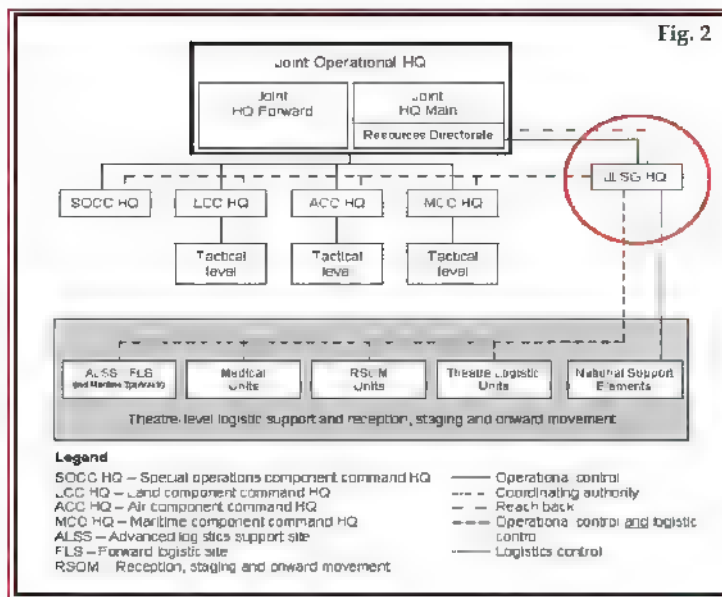 Fig. 2
Joint Operational HQ
Joint
HQ Forward
Joint
HQ Main
Resources Directorate
SOCC HQ
LCC HQ
ACC HQ
MCC HQ
JLSG HQ
Tactical
level
Tactical
level
Tactical
level
ALSS FLS
Medical
Units
RSOM
Units
Theatre Logistic
Units
National Support
Elements
Theatre-level logistic support and reception, staging and onward movement
Legend
SOCC HQ – Special operations component command HQ
LCC HQ – Land component command HQ
ACC HQ – Air component command HQ
MCC HQ – Maritime component command HQ
ALSS – Advanced logistics support site
FLS – Forward logistic site
RSOM Reception, staging and onward movement
Operational control
Coordinating authority
Reach back
Operational control and logistic
control
Logistics control